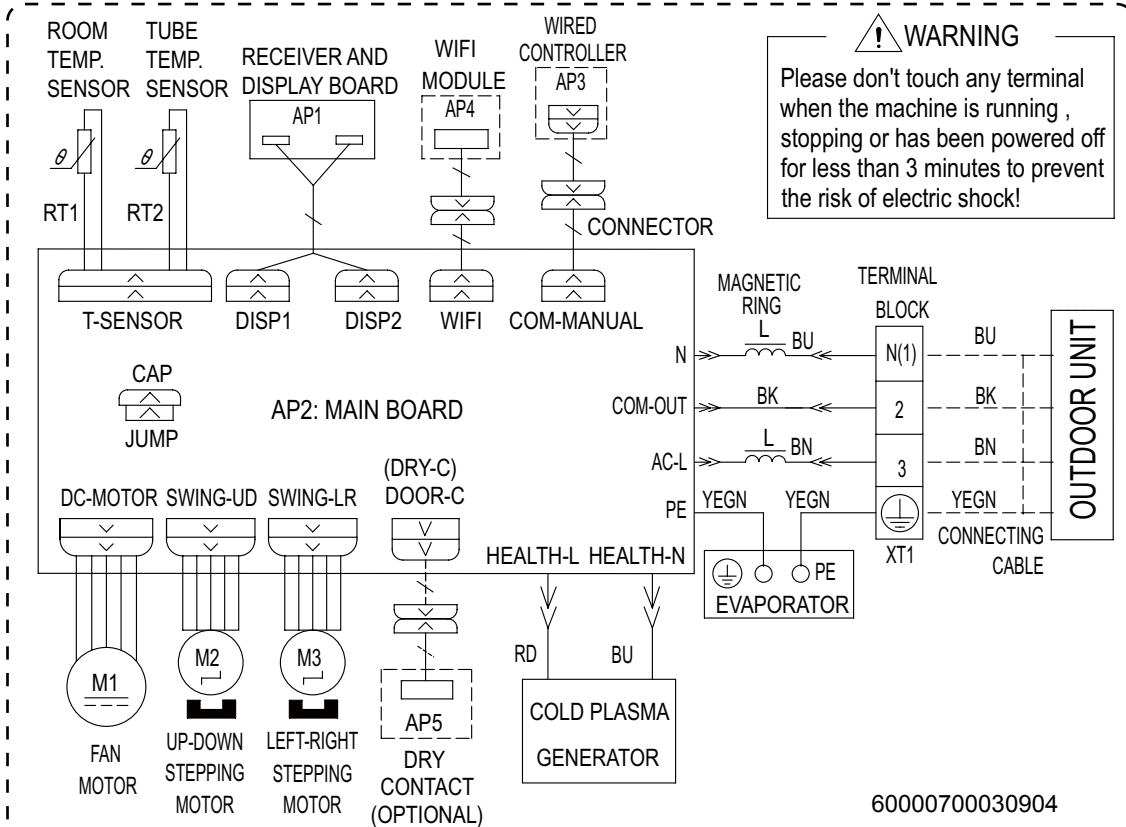 ROOM
TEMP.
SENSOR
TUBE
TEMP.
SENSOR
RECEIVER AND
DISPLAY BOARD
AP1
WIFI
MODULE
AP4
WIRED
CONTROLLER
AP3
WARNING
Please don't touch any terminal
when the machine is running ,
stopping or has been powered off
for less than 3 minutes to prevent
the risk of electric shock!
θ
θ
RT1
RT2
CONNECTOR
T-SENSOR
DISP1
DISP2
WIFI
COM-MANUAL
MAGNETIC
RING
TERMINAL
BLOCK
N
L
BU
N(1)
BU
COM-OUT
BK
2
BK
AC-L
L
BN
3
BN
PE
YEGN
YEGN
YEGN
XT1
CONNECTING
CABLE
OUTDOOR UNIT
PE
EVAPORATOR
CAP
JUMP
AP2: MAIN BOARD
DC-MOTOR
SWING-UD
SWING-LR
(DRY-C)
DOOR-C
HEALTH-L
HEALTH-N
M1
FAN
MOTOR
M2
UP-DOWN
STEPPING
MOTOR
M3
LEFT-RIGHT
STEPPING
MOTOR
AP5
DRY
CONTACT
(OPTIONAL)
RD
BU
COLD PLASMA
GENERATOR
60000700030904